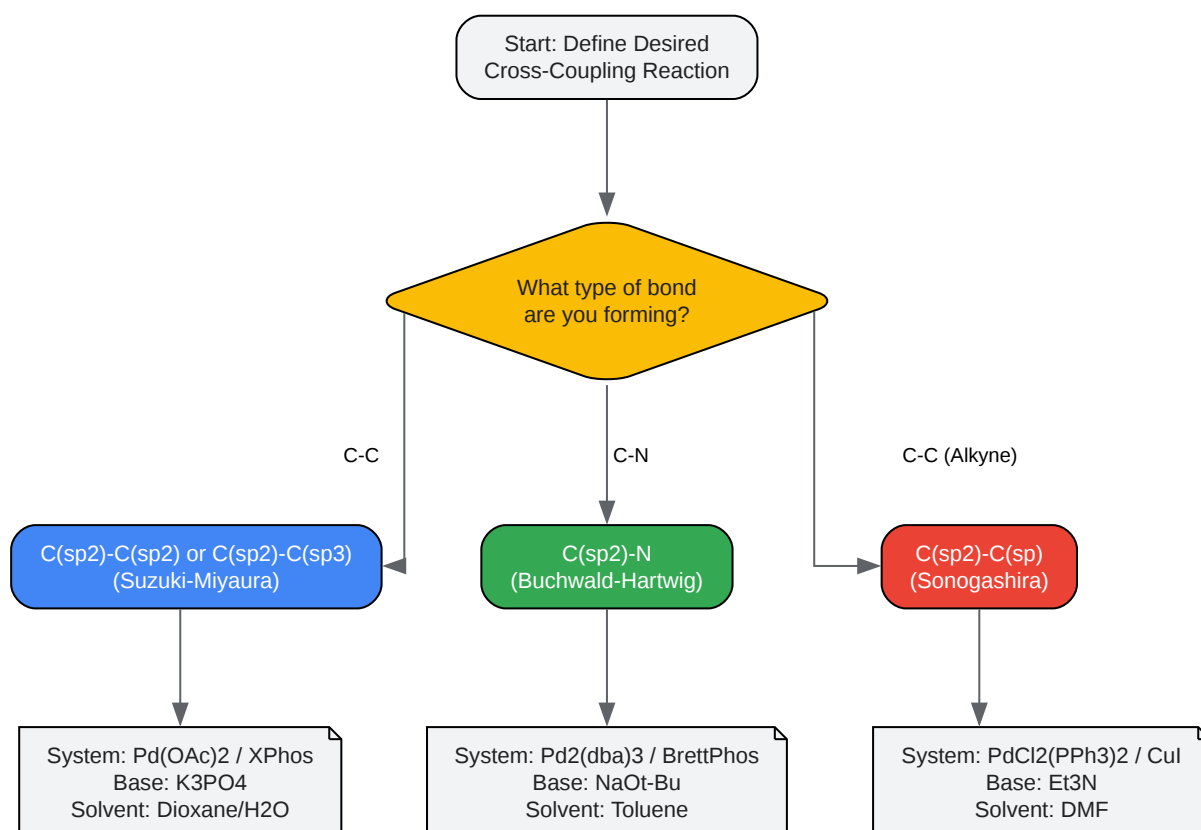 Start: Define Desired
Cross-Coupling Reaction
What type of bond
are you forming?
C-C
C-N
C-C (Alkyne)
C(sp2)-C(sp2) or C(sp2)-C(sp3)
(Suzuki-Miyaura)
C(sp2)-N
(Buchwald-Hartwig)
C(sp2)-C(sp)
(Sonogashira)
System: Pd(OAc)2 / XPhos
Base: K3PO4
Solvent: Dioxane/H2O
System: Pd2(dba)3 / BrettPhos
Base: NaOt-Bu
Solvent: Toluene
System: PdCl2(PPh3)2 / CuI
Base: Et3N
Solvent: DMF